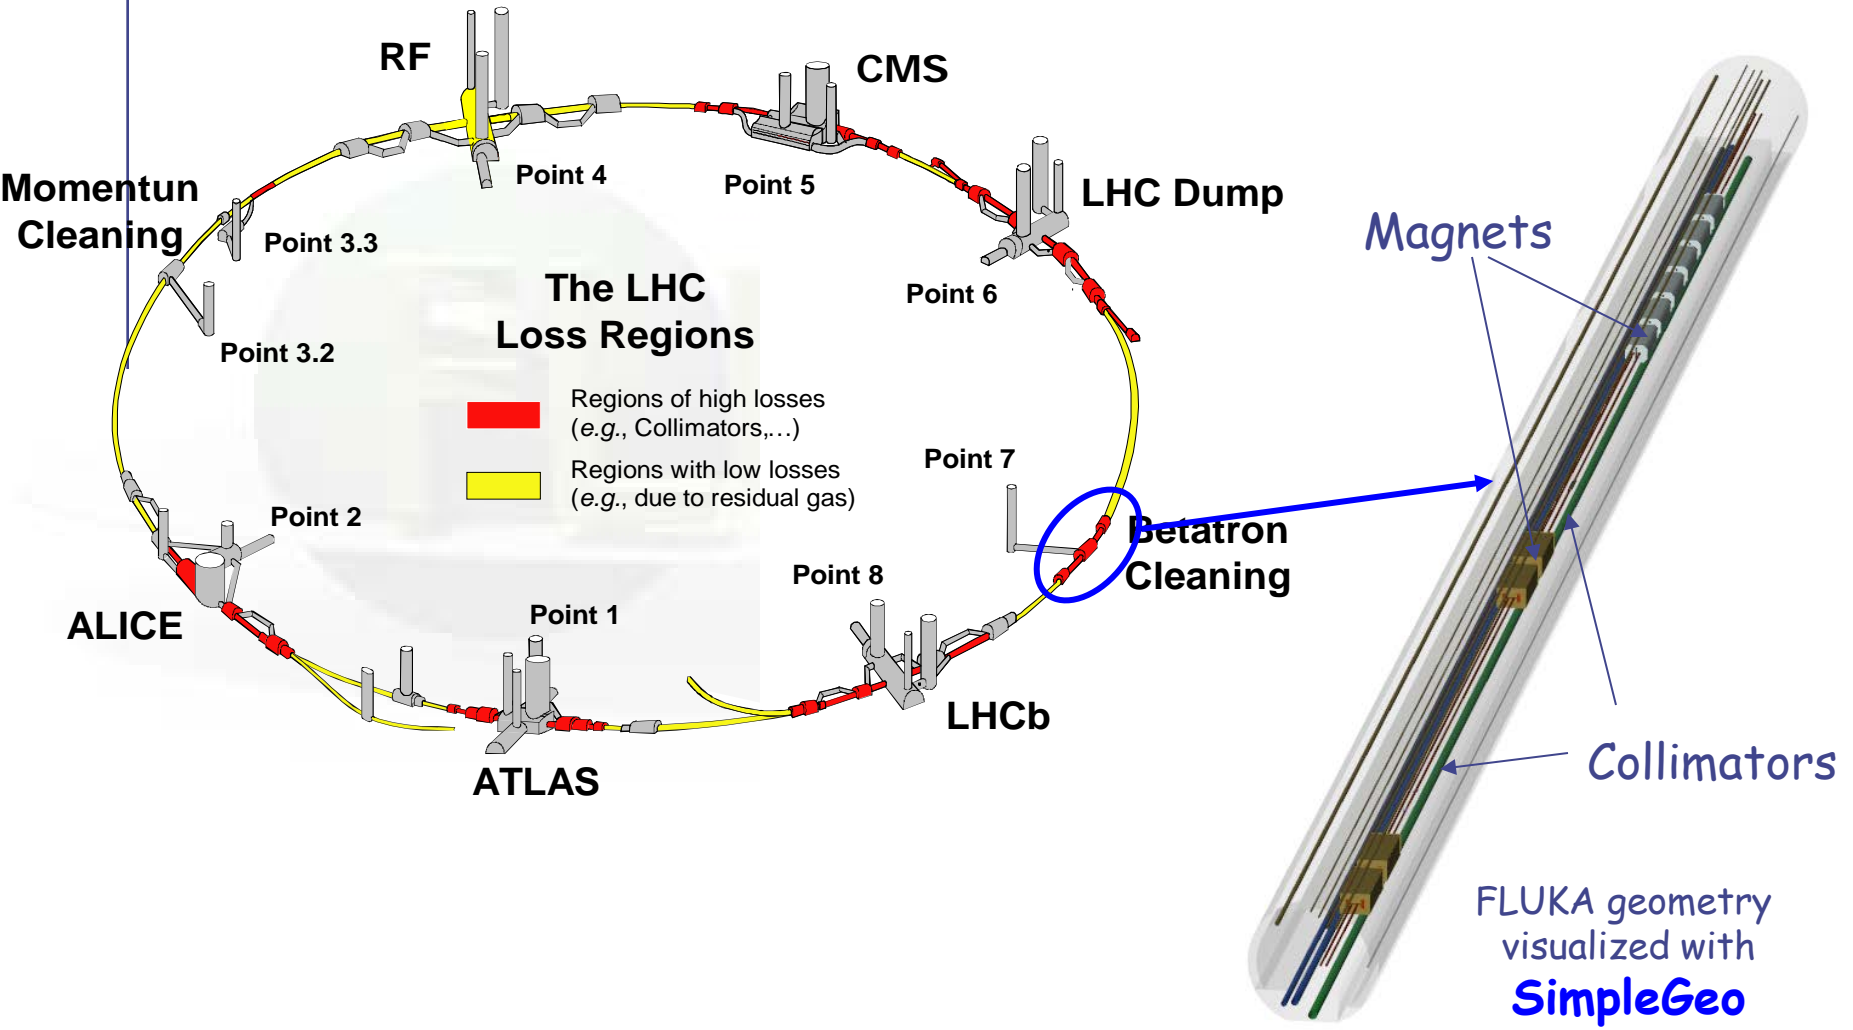 RF
CMS
Point 4
Point 5
LHC Dump
Momentun
Cleaning
Point 3.3
Point 6
Point 3.2
The LHC
Loss Regions
Regions of high losses
(e.g., Collimators,…)
Regions with low losses
(e.g., due to residual gas)
Point 7
Point 2
Betatron
Cleaning
Point 8
ALICE
Point 1
LHCb
ATLAS
Magnets
Collimators
FLUKA geometry
visualized with
SimpleGeo